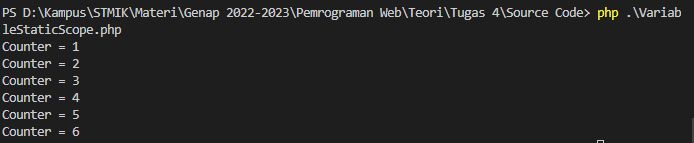 PS D:\Kampus\STMIK\Materi\Genap 2022-2023\Pemrograman Web\Teori\Tugas 4\Source Code> php .\Variab
leStaticScope.php
Counter = 1
Counter = 2
Counter = 3
Counter = 4
Counter = 5
Counter = 6